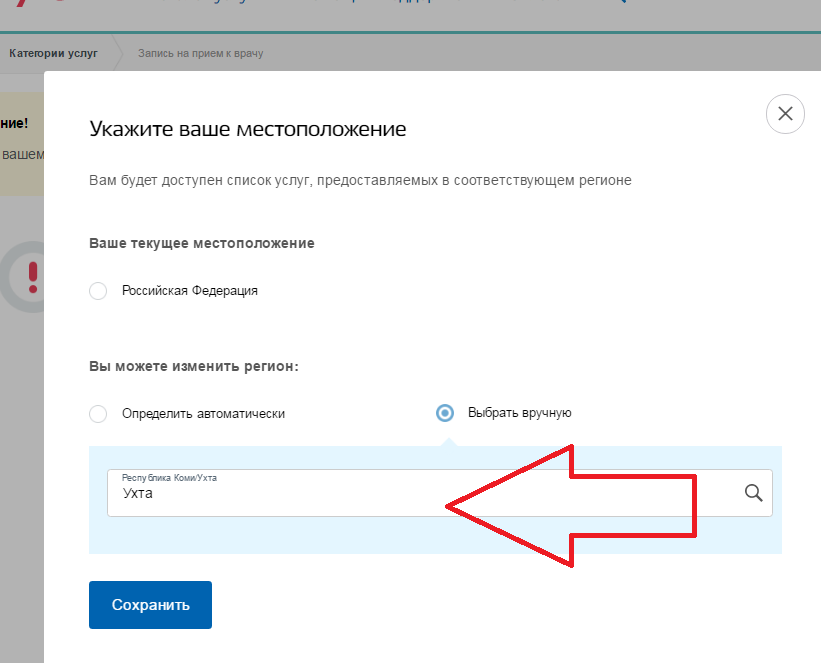 Категории услуг
Запись на прием к врачу
ние!
вашем
Укажите ваше местоположение
Вам будет доступен список услуг, предоставляемых в соответствующем регионе
Ваше текущее местоположение
Российская Федерация
Вы можете изменить регион:
Определить автоматически
Выбрать вручную
Республика Коми/Ухта
Ухта
Сохранить